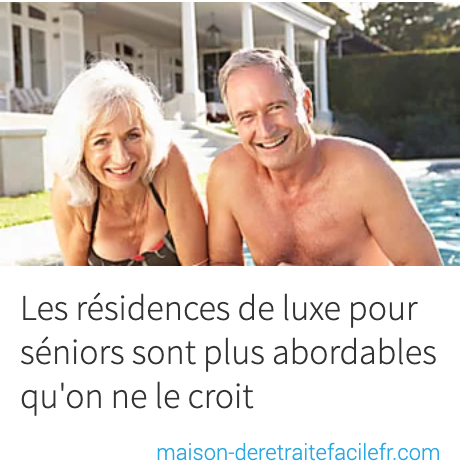 Les résidences de luxe pour
séniors sont plus abordables
qu'on ne le croit
maison-deretraitefacilefr.com